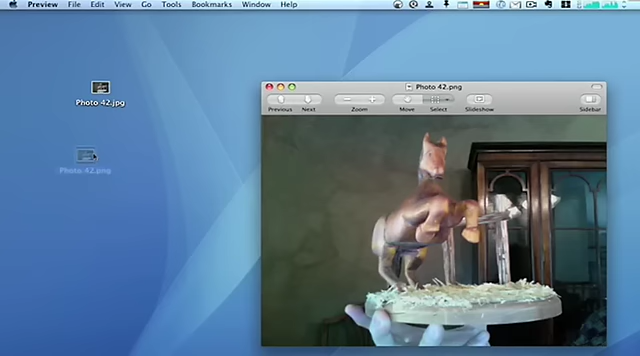 Preview File Edit View Go Tools Bookmarks Window Help
Photo 42.jpg
Photo 42.png
Photo 42.png
Previous Next Zoom Move Select Slideshow Sidebar